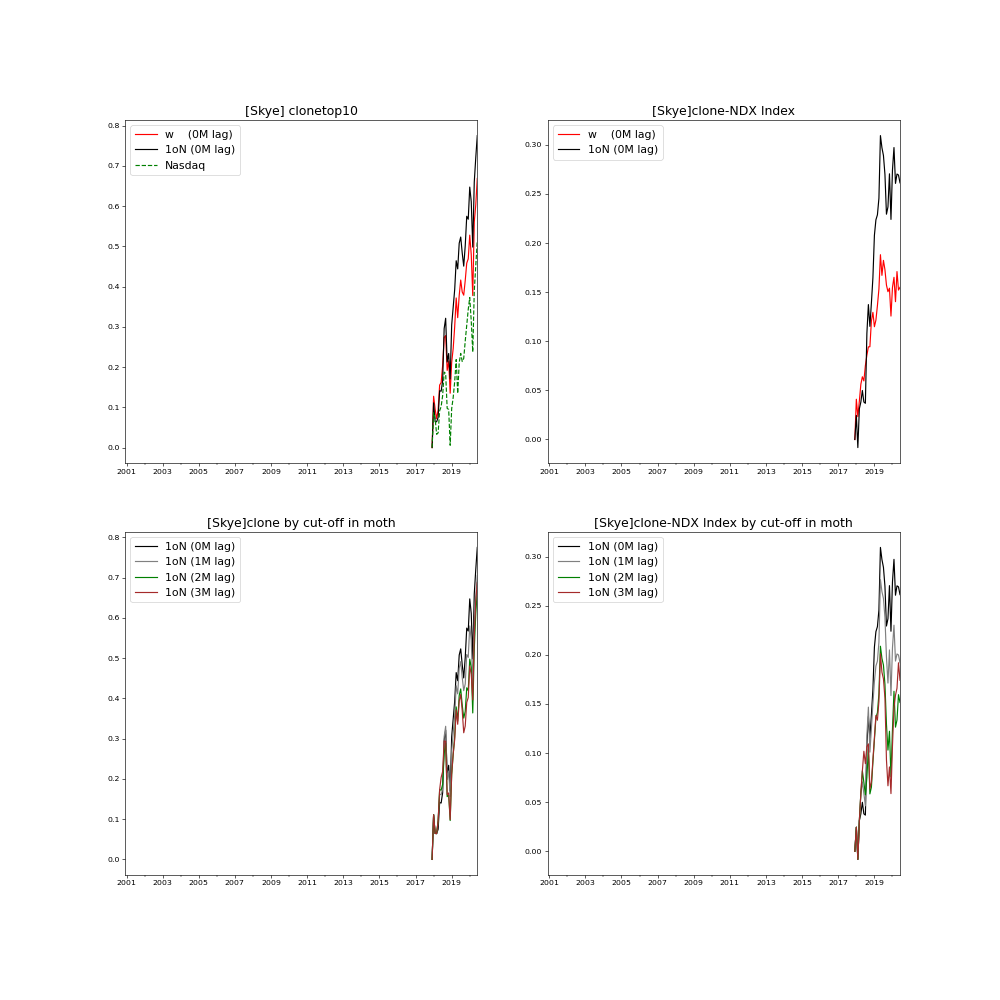 [Skye] clonetop10
w    (0M lag)
1oN (0M lag)
Nasdaq
0.8
0.7
0.6
0.5
0.4
0.3
0.2
0.1
0.0
2001 2003 2005 2007 2009 2011 2013 2015 2017 2019
[Skye]clone-NDX Index
w    (0M lag)
1oN (0M lag)
0.30
0.25
0.20
0.15
0.10
0.05
0.00
2001 2003 2005 2007 2009 2011 2013 2015 2017 2019
[Skye]clone by cut-off in moth
1oN (0M lag)
1oN (1M lag)
1oN (2M lag)
1oN (3M lag)
0.8
0.7
0.6
0.5
0.4
0.3
0.2
0.1
0.0
2001 2003 2005 2007 2009 2011 2013 2015 2017 2019
[Skye]clone-NDX Index by cut-off in moth
1oN (0M lag)
1oN (1M lag)
1oN (2M lag)
1oN (3M lag)
0.30
0.25
0.20
0.15
0.10
0.05
0.00
2001 2003 2005 2007 2009 2011 2013 2015 2017 2019